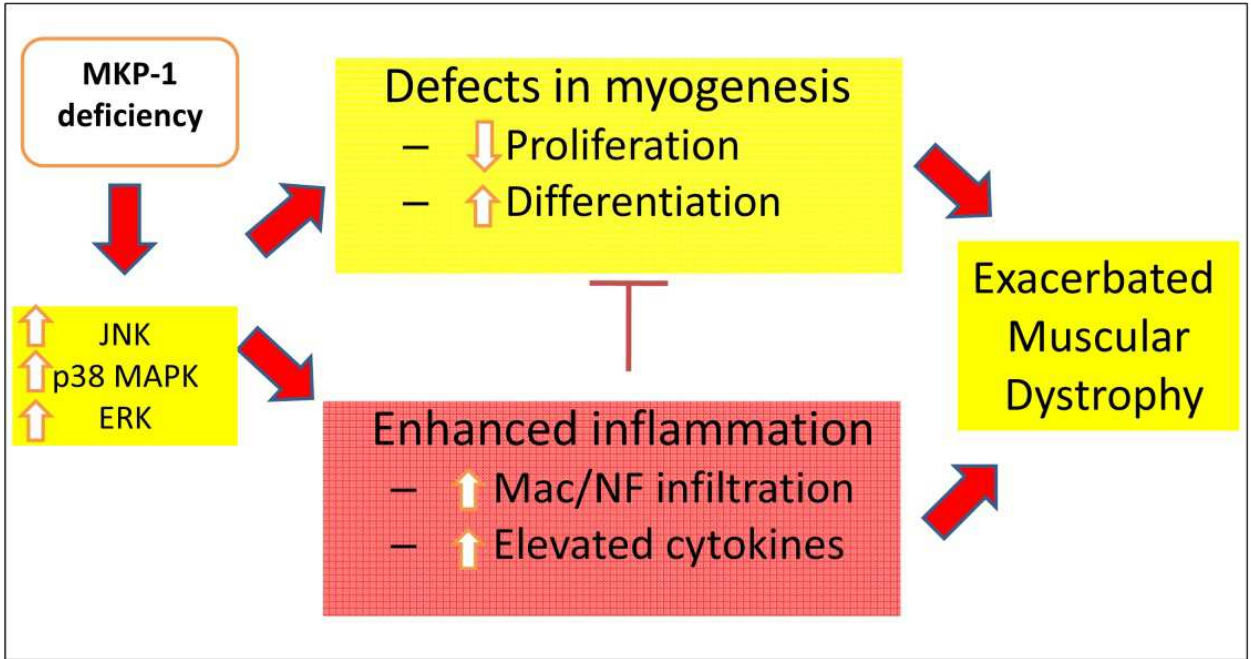 MKP-1
deficiency
JNK
p38 MAPK
ERK
Defects in myogenesis
– Proliferation
– Differentiation
Enhanced inflammation
– Mac/NF infiltration
– Elevated cytokines
Exacerbated
Muscular
Dystrophy